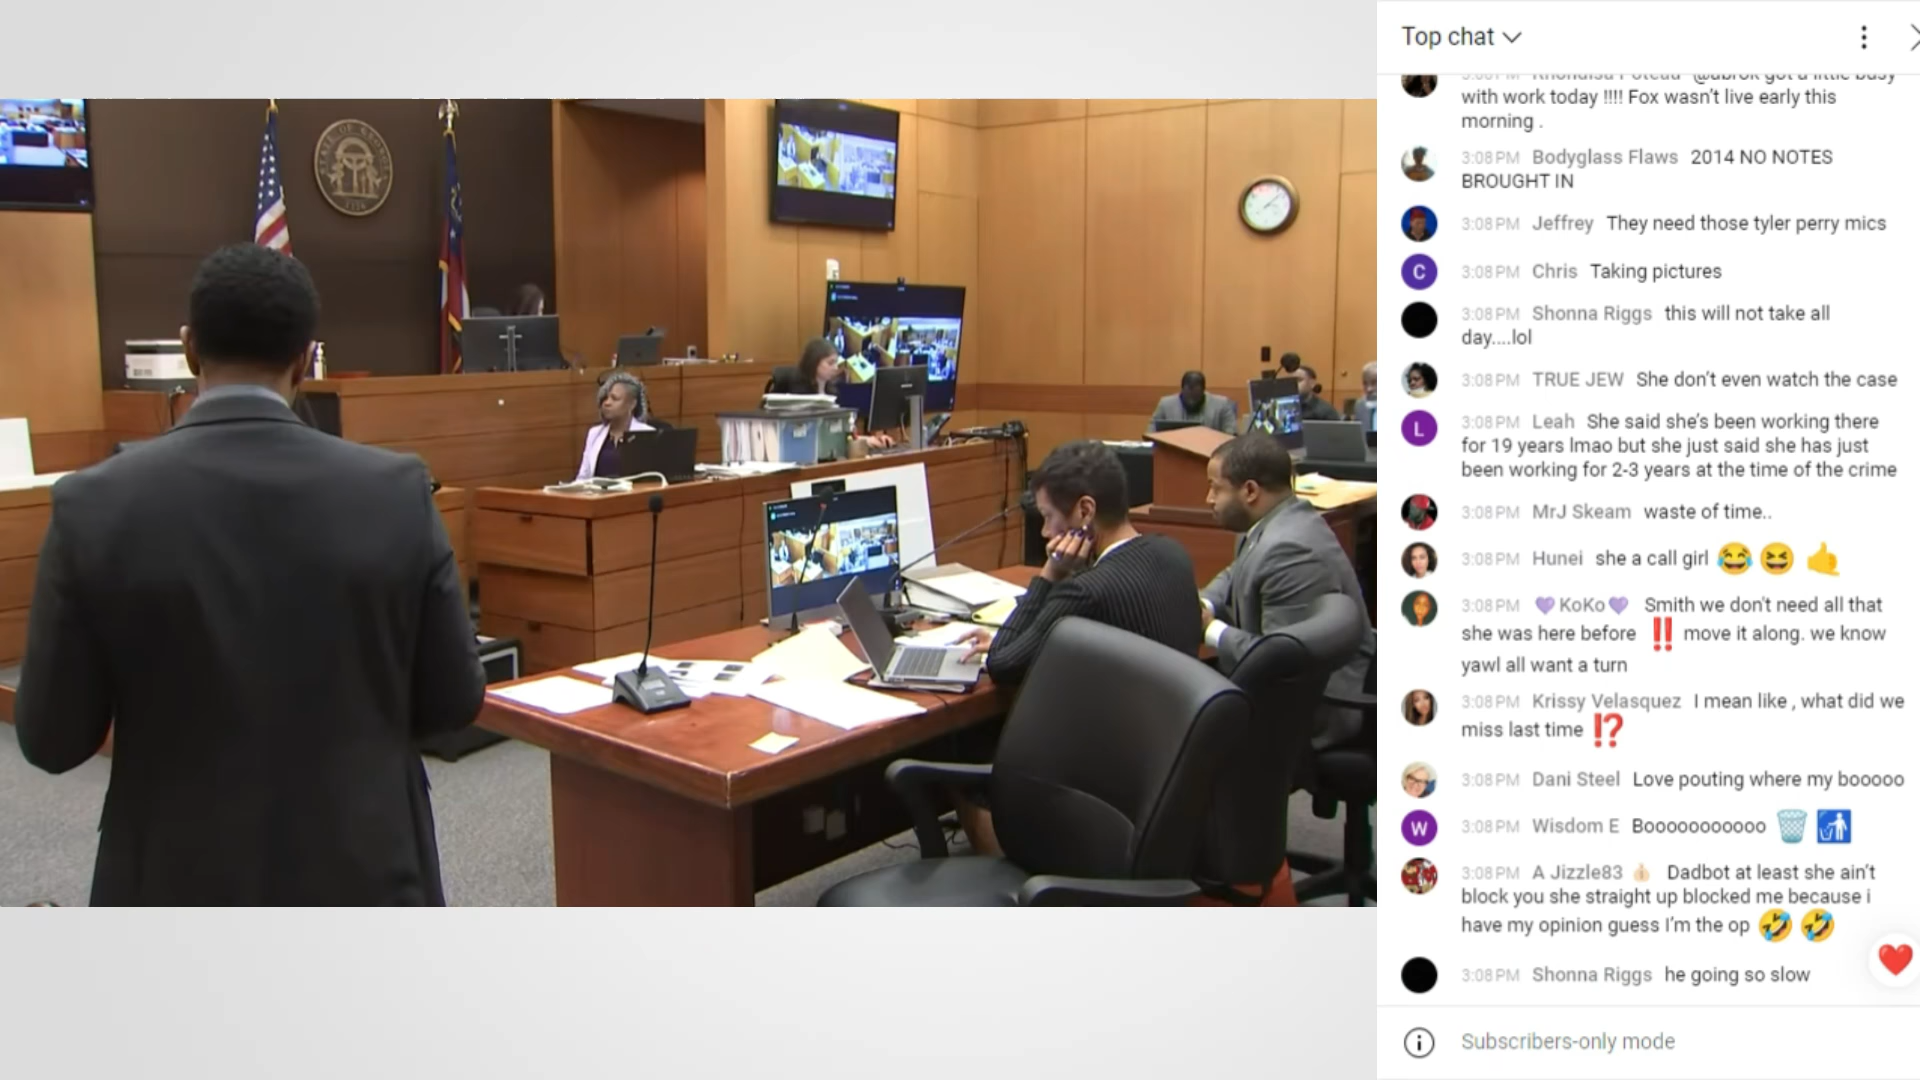 STATE OF GEORGIA
1776
Top chat
with work today !!!! Fox wasn't live early this
morning .
3:08 PM Bodyglass Flaws 2014 NO NOTES
BROUGHT IN
3:08 PM Jeffrey They need those tyler perry mics
C
3:08 PM Chris Taking pictures
3:08 PM Shonna Riggs this will not take all
day....lol
3:08 PM TRUE JEW She don't even watch the case
L
3:08 PM Leah She said she's been working there
for 19 years lmao but she just said she has just
been working for 2-3 years at the time of the crime
3:08 PM MrJ Skeam waste of time..
3:08 PM Hunei she a call girl 😂 😆 🤙
3:08 PM 💜KoKo💜 Smith we don't need all that
she was here before ‼️ move it along. we know
yawl all want a turn
3:08 PM Krissy Velasquez I mean like , what did we
miss last time ⁉️
3:08 PM Dani Steel Love pouting where my booooo
W
3:08 PM Wisdom E Booooooooooo 🗑️ 🚮
3:08 PM A Jizzle83 👌🏻 Dadbot at least she ain't
block you she straight up blocked me because i
have my opinion guess I'm the op 🤣 🤣
3:08 PM Shonna Riggs he going so slow
Subscribers-only mode